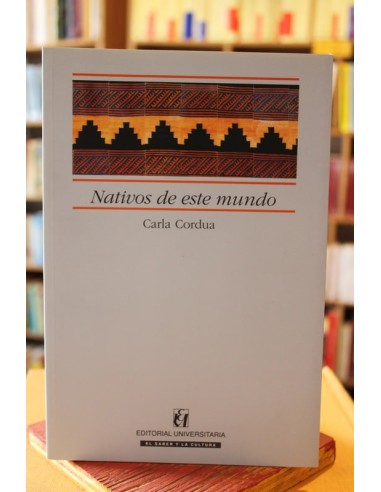 Nativos de este mundo
Carla Cordua
EDITORIAL UNIVERSITARIA
EL SABER Y LA CULTURA